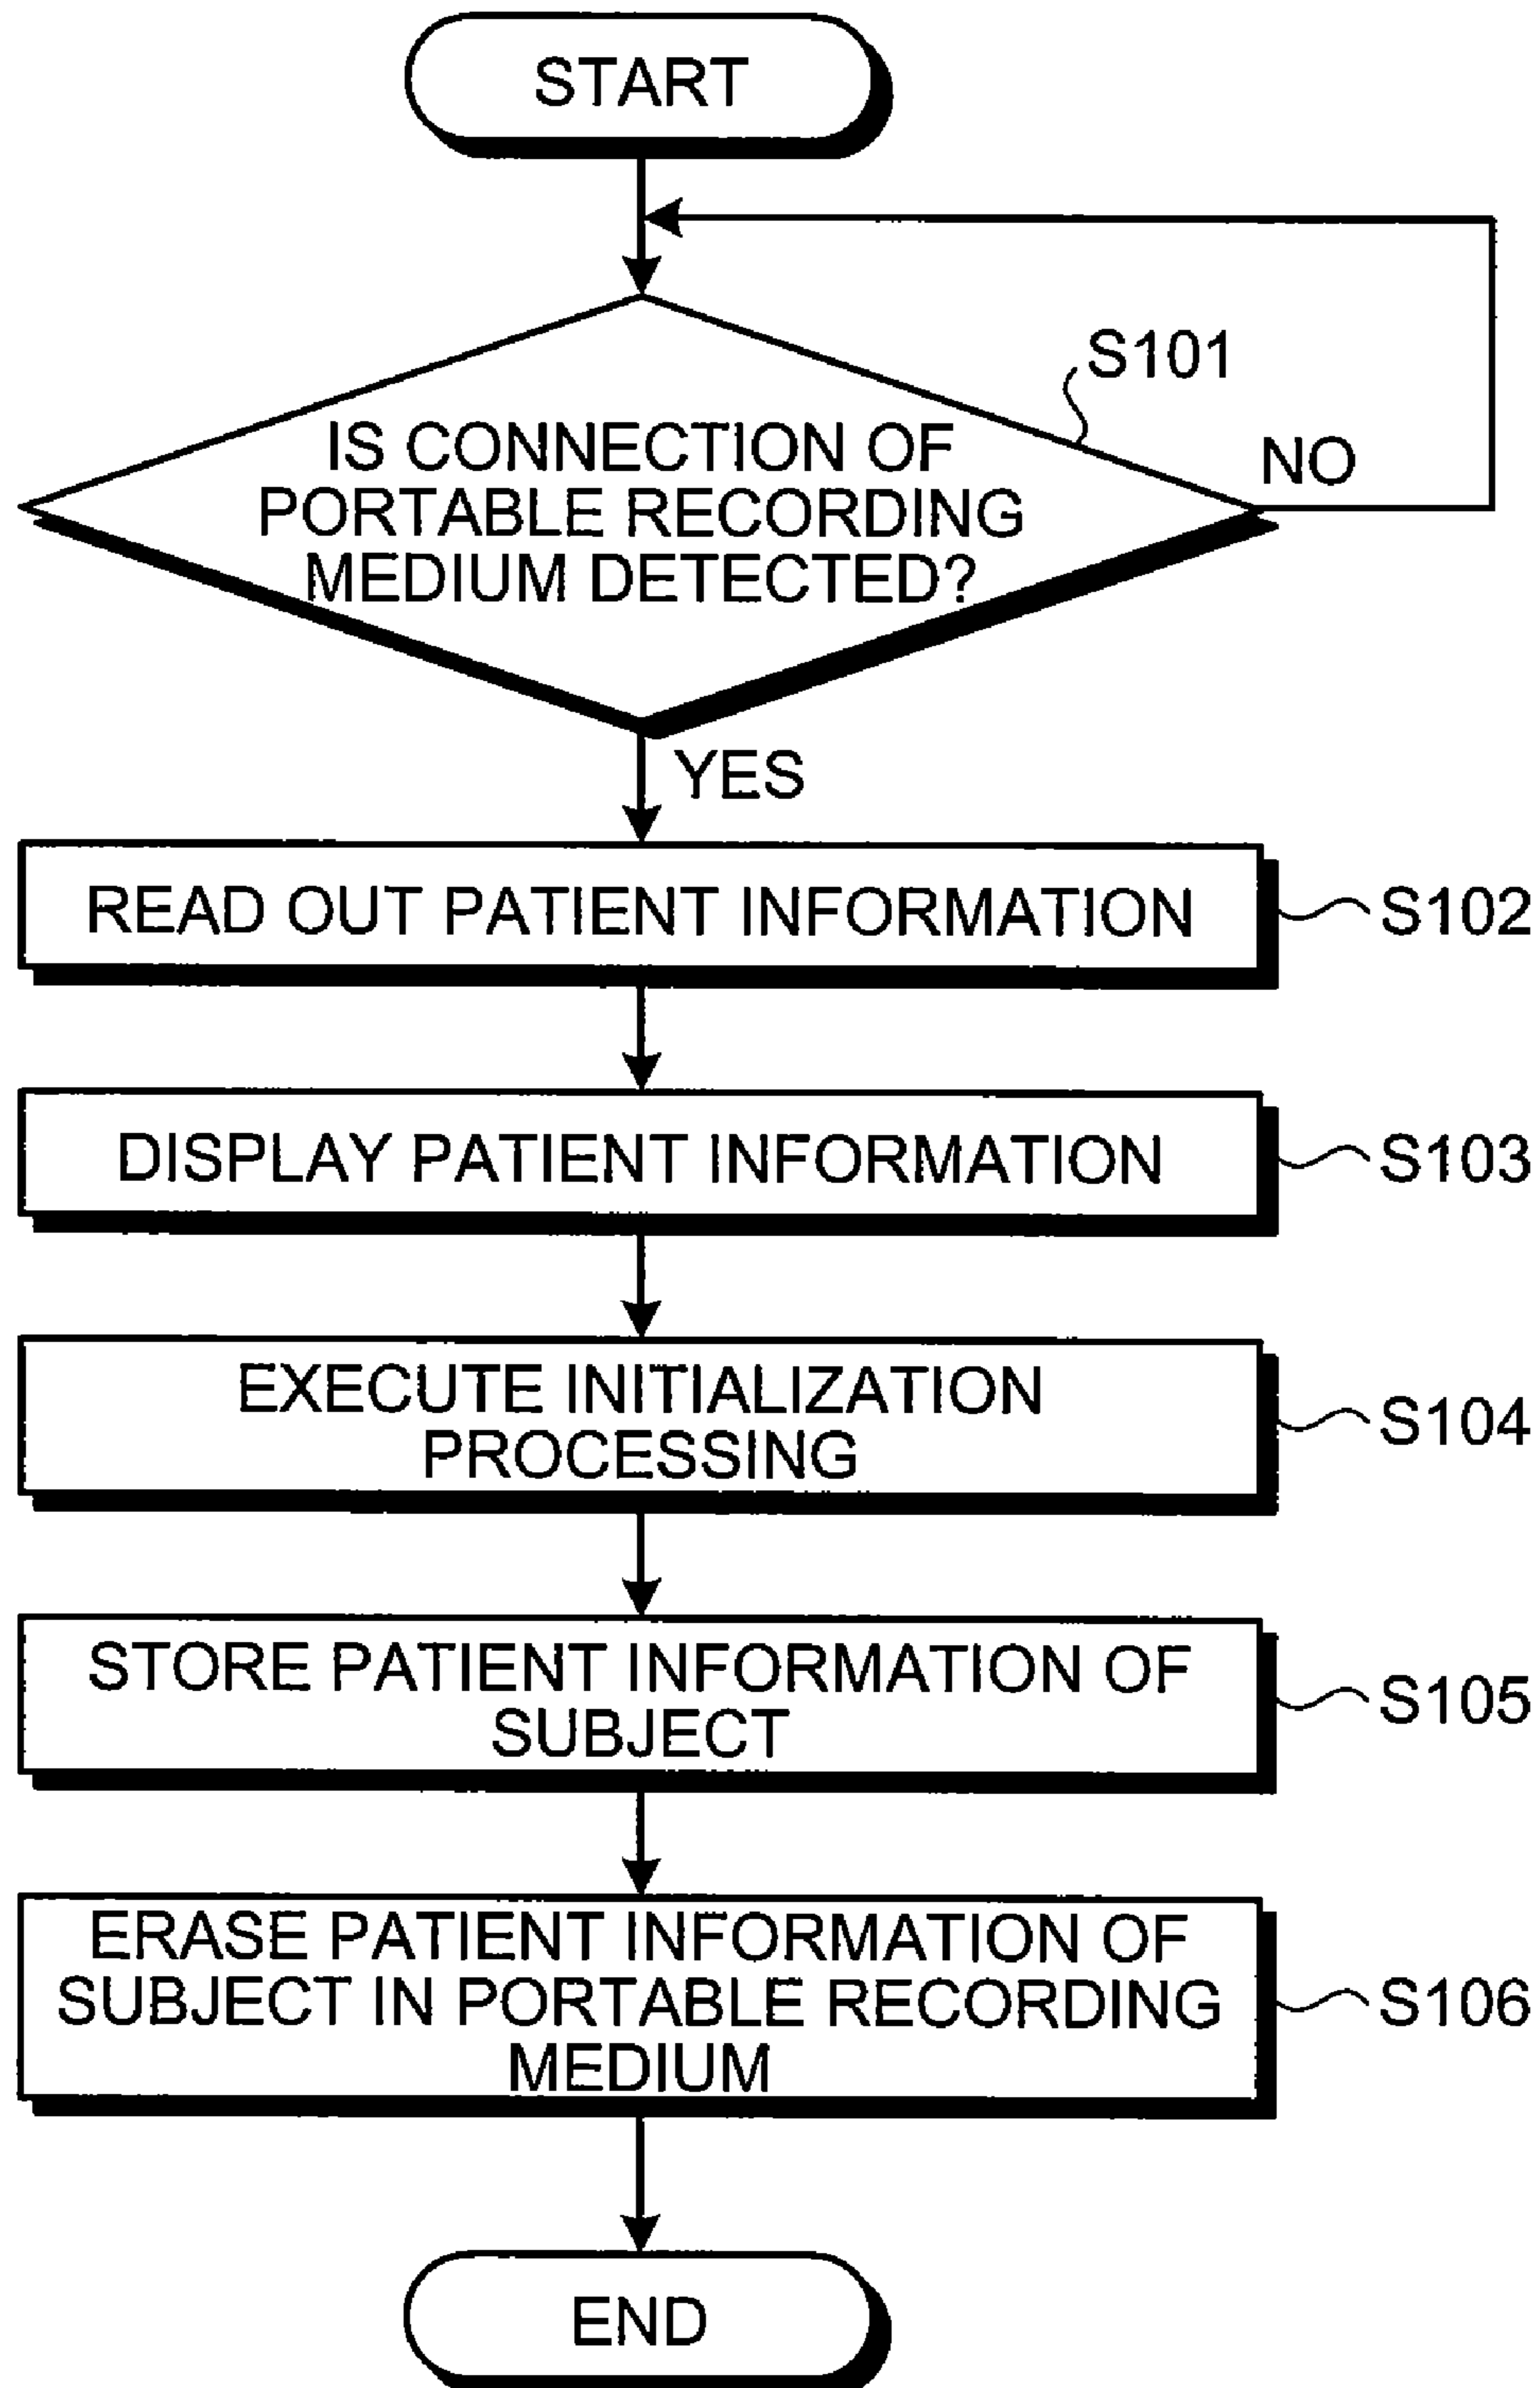 START
S101
IS CONNECTION OF
PORTABLE RECORDING
MEDIUM DETECTED?
NO
YES
READ OUT PATIENT INFORMATION
S102
DISPLAY PATIENT INFORMATION
S103
EXECUTE INITIALIZATION
PROCESSING
S104
STORE PATIENT INFORMATION OF
SUBJECT
S105
ERASE PATIENT INFORMATION OF
SUBJECT IN PORTABLE RECORDING
MEDIUM
S106
END